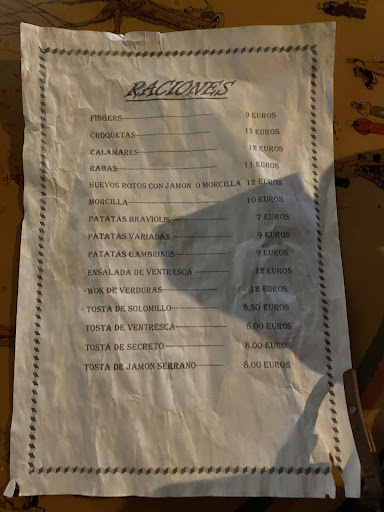 RACIONES
FINGERS 9 EUROS
CROQUETAS 12 EUROS
CALAMARES 12 EUROS
RABAS 11 EUROS
HUEVOS ROTOS CON JAMON O MORCILLA 12 EUROS
MORCILLA 10 EUROS
PATATAS BRAVIOLIS 7 EUROS
PATATAS VARIADAS 9 EUROS
PATATAS GAMBRINUS 9 EUROS
ENSALADA DE VENTRESCA 12 EUROS
WOK DE VERDURAS 12 EUROS
TOSTA DE SOLOMILLO 8,50 EUROS
TOSTA DE VENTRESCA 8.00 EUROS
TOSTA DE SECRETO 8.00 EUROS
TOSTA DE JAMON SERRANO 8.00 EUROS